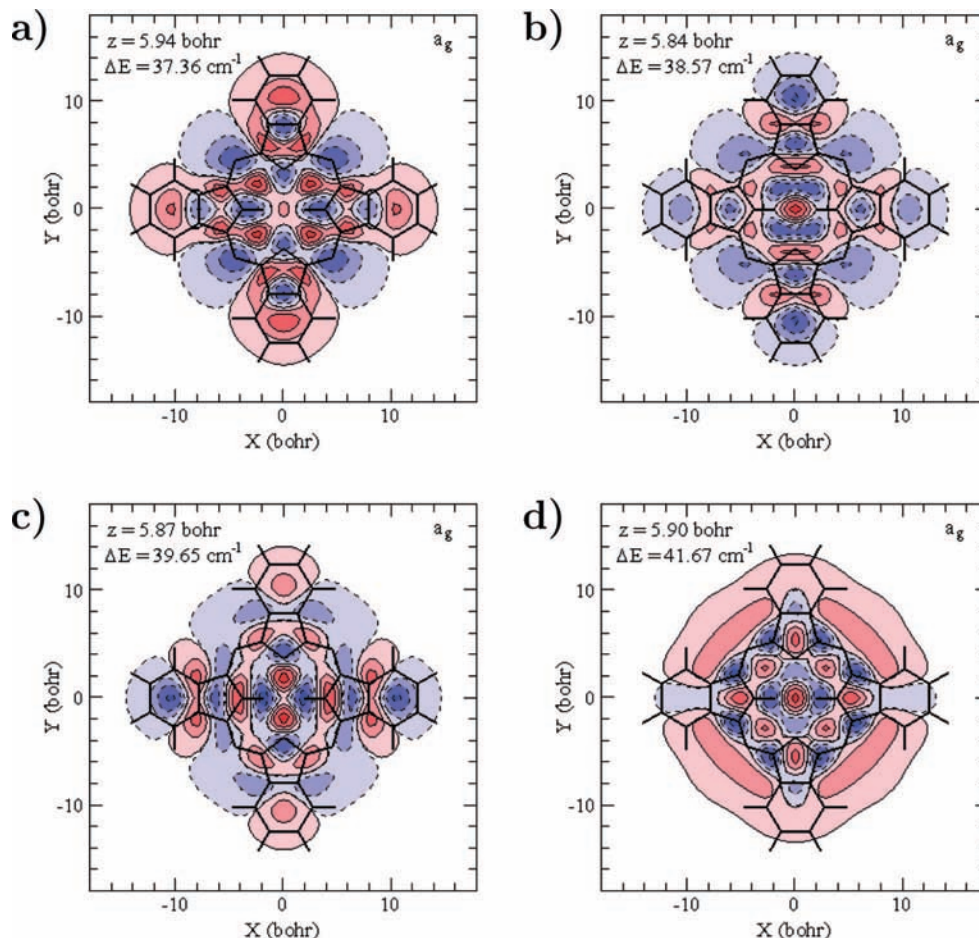 a)
z = 5.94 bohr
a_g
ΔE = 37.36 cm⁻¹
10
0
-10
Y (bohr)
-10
0
10
X (bohr)
b)
z = 5.84 bohr
a_g
ΔE = 38.57 cm⁻¹
10
0
-10
Y (bohr)
-10
0
10
X (bohr)
c)
z = 5.87 bohr
a_g
ΔE = 39.65 cm⁻¹
10
0
-10
Y (bohr)
-10
0
10
X (bohr)
d)
z = 5.90 bohr
a_g
ΔE = 41.67 cm⁻¹
10
0
-10
Y (bohr)
-10
0
10
X (bohr)